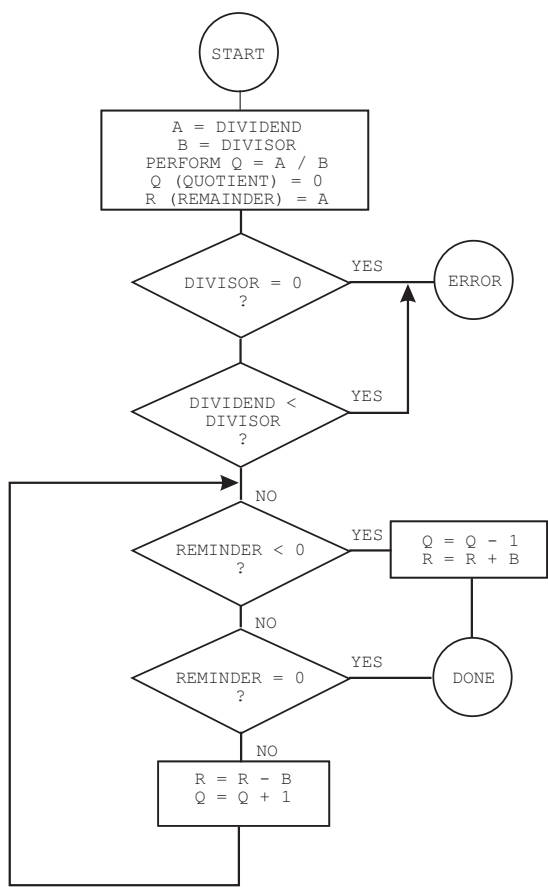 START
A = DIVIDEND
B = DIVISOR
PERFORM Q = A / B
Q (QUOTIENT) = 0
R (REMAINDER) = A
DIVISOR = 0
?
YES
ERROR
DIVIDEND <
DIVISOR
?
YES
NO
REMINDER < 0
?
YES
Q = Q - 1
R = R + B
NO
REMINDER = 0
?
YES
DONE
NO
R = R - B
Q = Q + 1